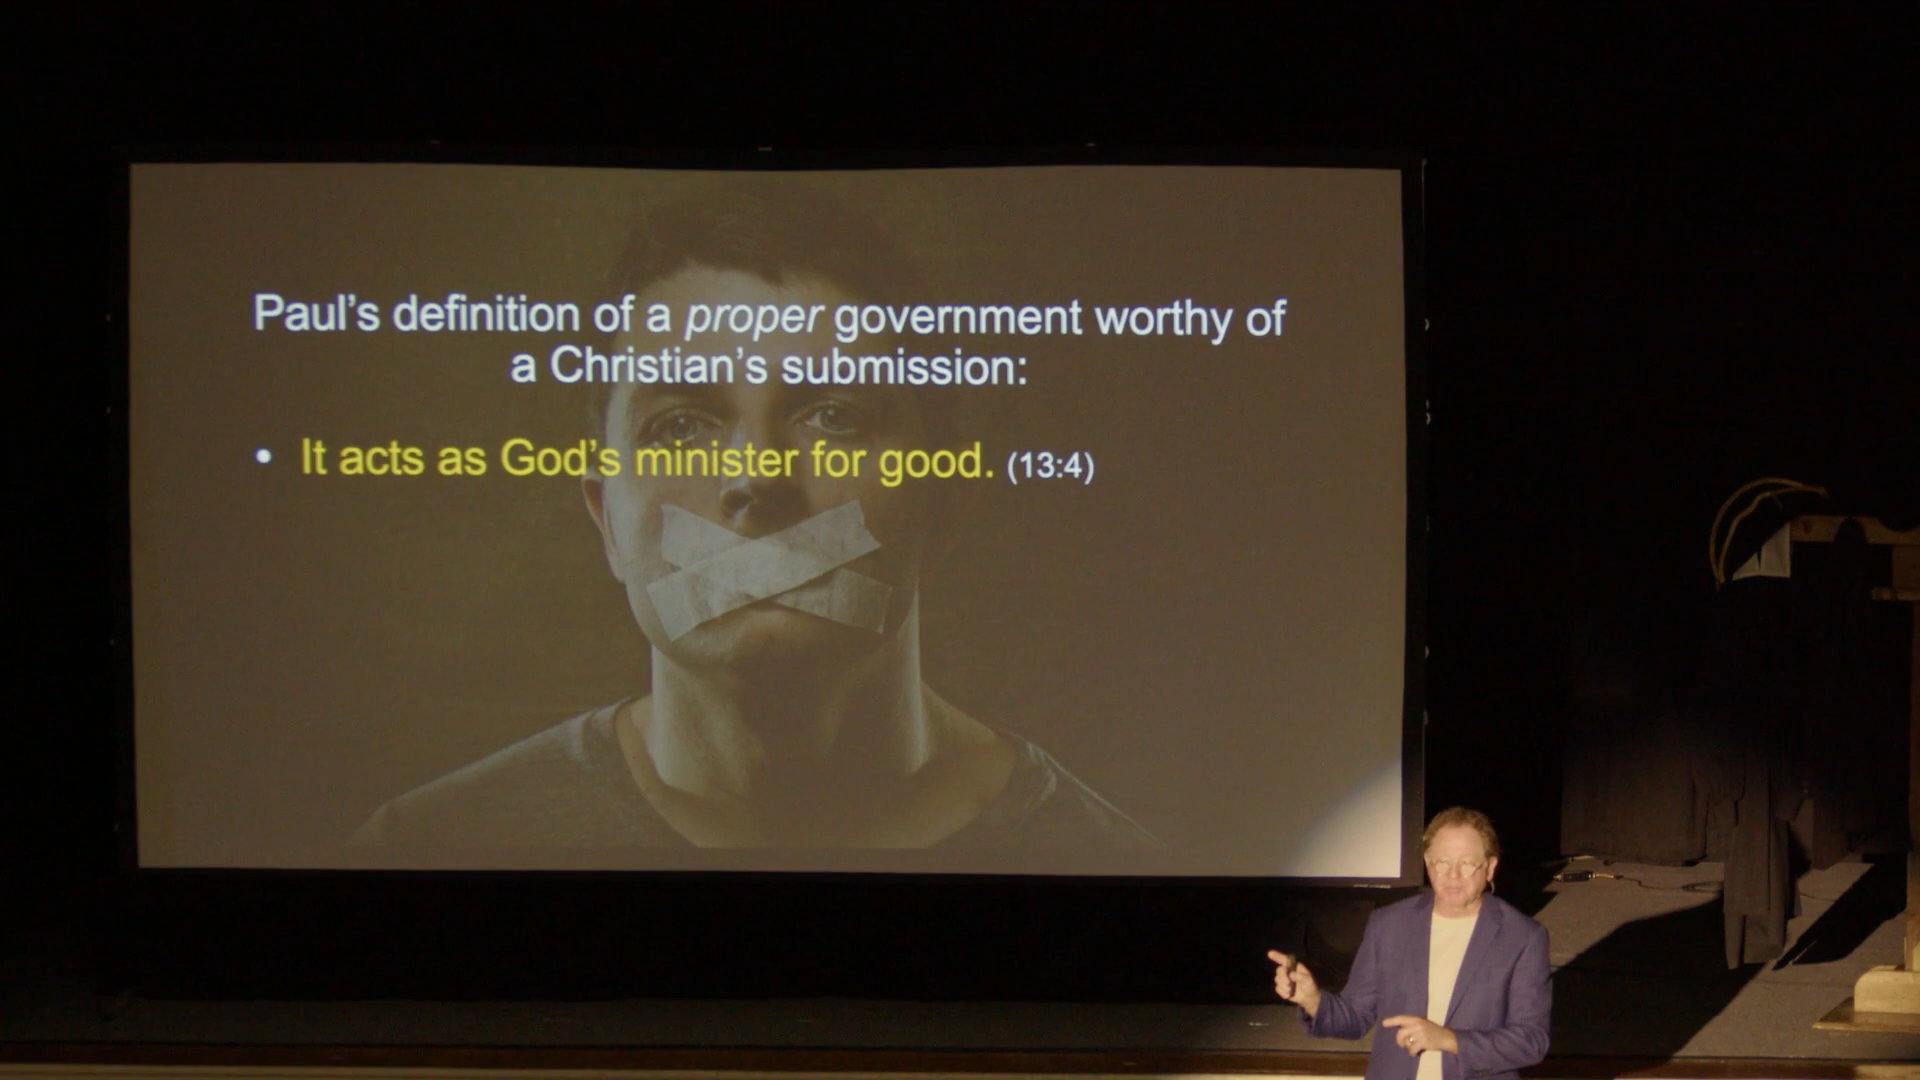 Paul’s definition of a proper government worthy of
a Christian’s submission:
• It acts as God’s minister for good. (13:4)